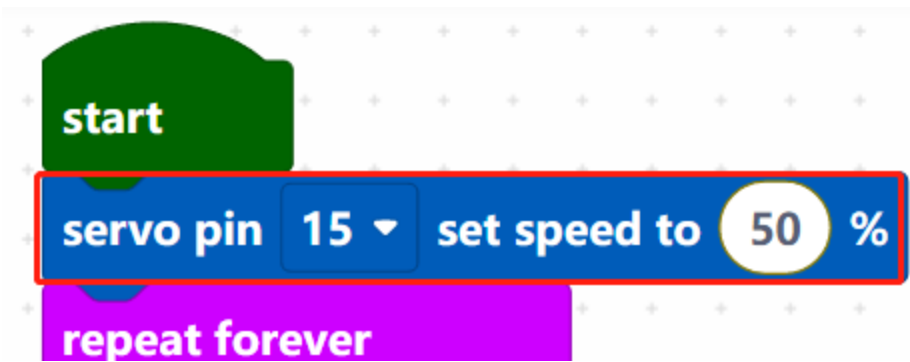 start
servo pin 15 set speed to 50 %
repeat forever